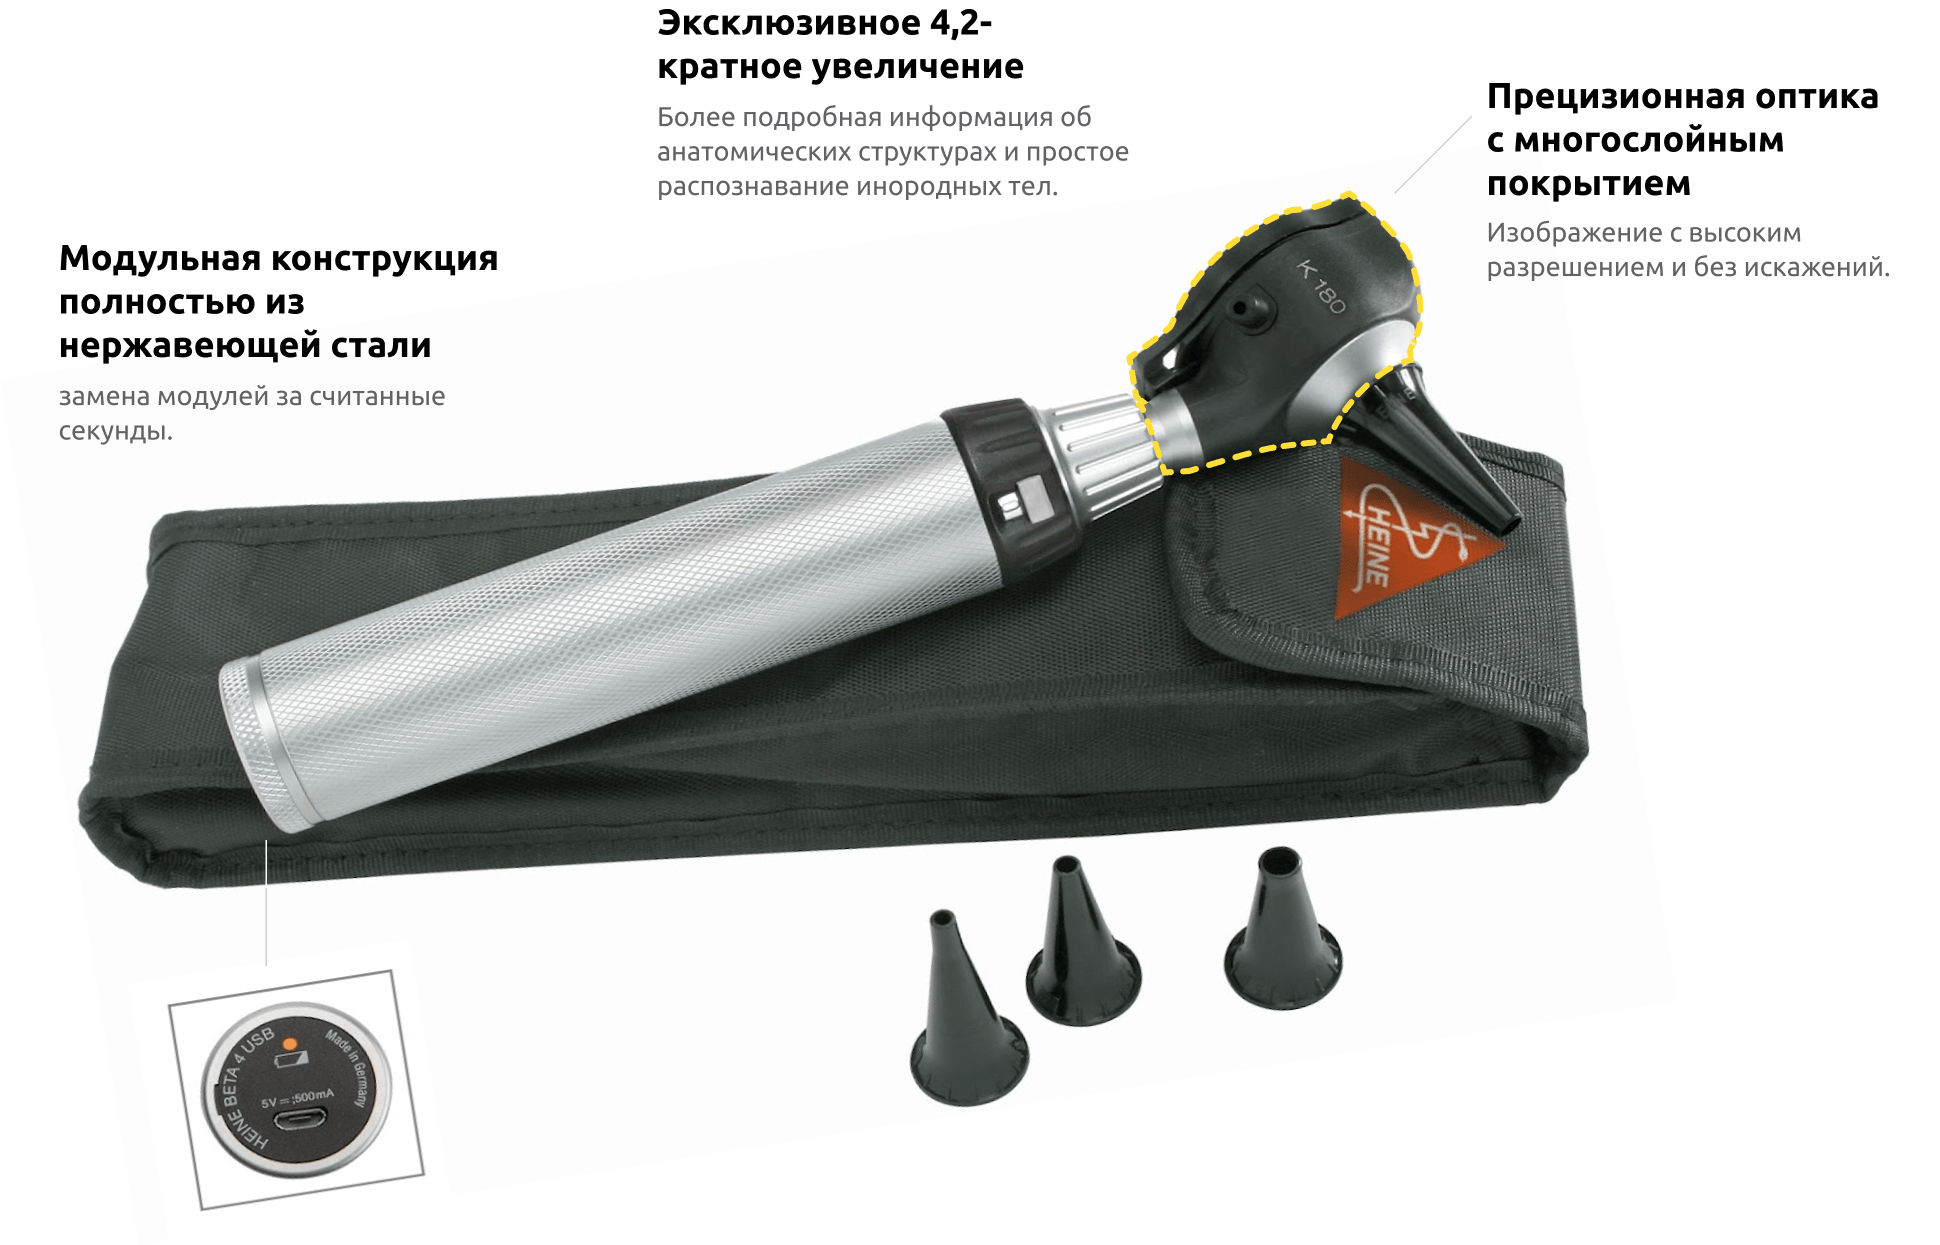 Эксклюзивное 4,2-
кратное увеличение
Более подробная информация об
анатомических структурах и простое
распознавание инородных тел.
Прецизионная оптика
с многослойным
покрытием
Изображение с высоким
разрешением и без искажений.
Модульная конструкция
полностью из
нержавеющей стали
замена модулей за считанные
секунды.
K 180
HEINE
HEINE BETA 4 USB
Made in Germany
5V = ;500mA